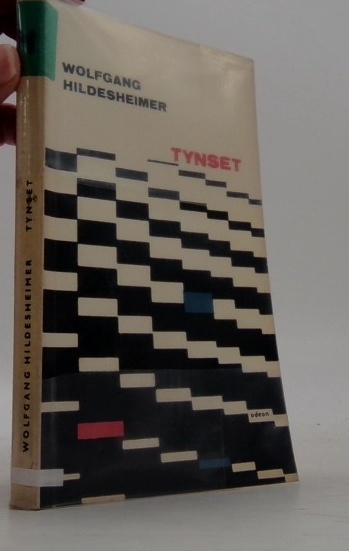 WOLFGANG
HILDESHEIMER
TYNSET
odeon
WOLFGANG HILDESHEIMER TYNSET